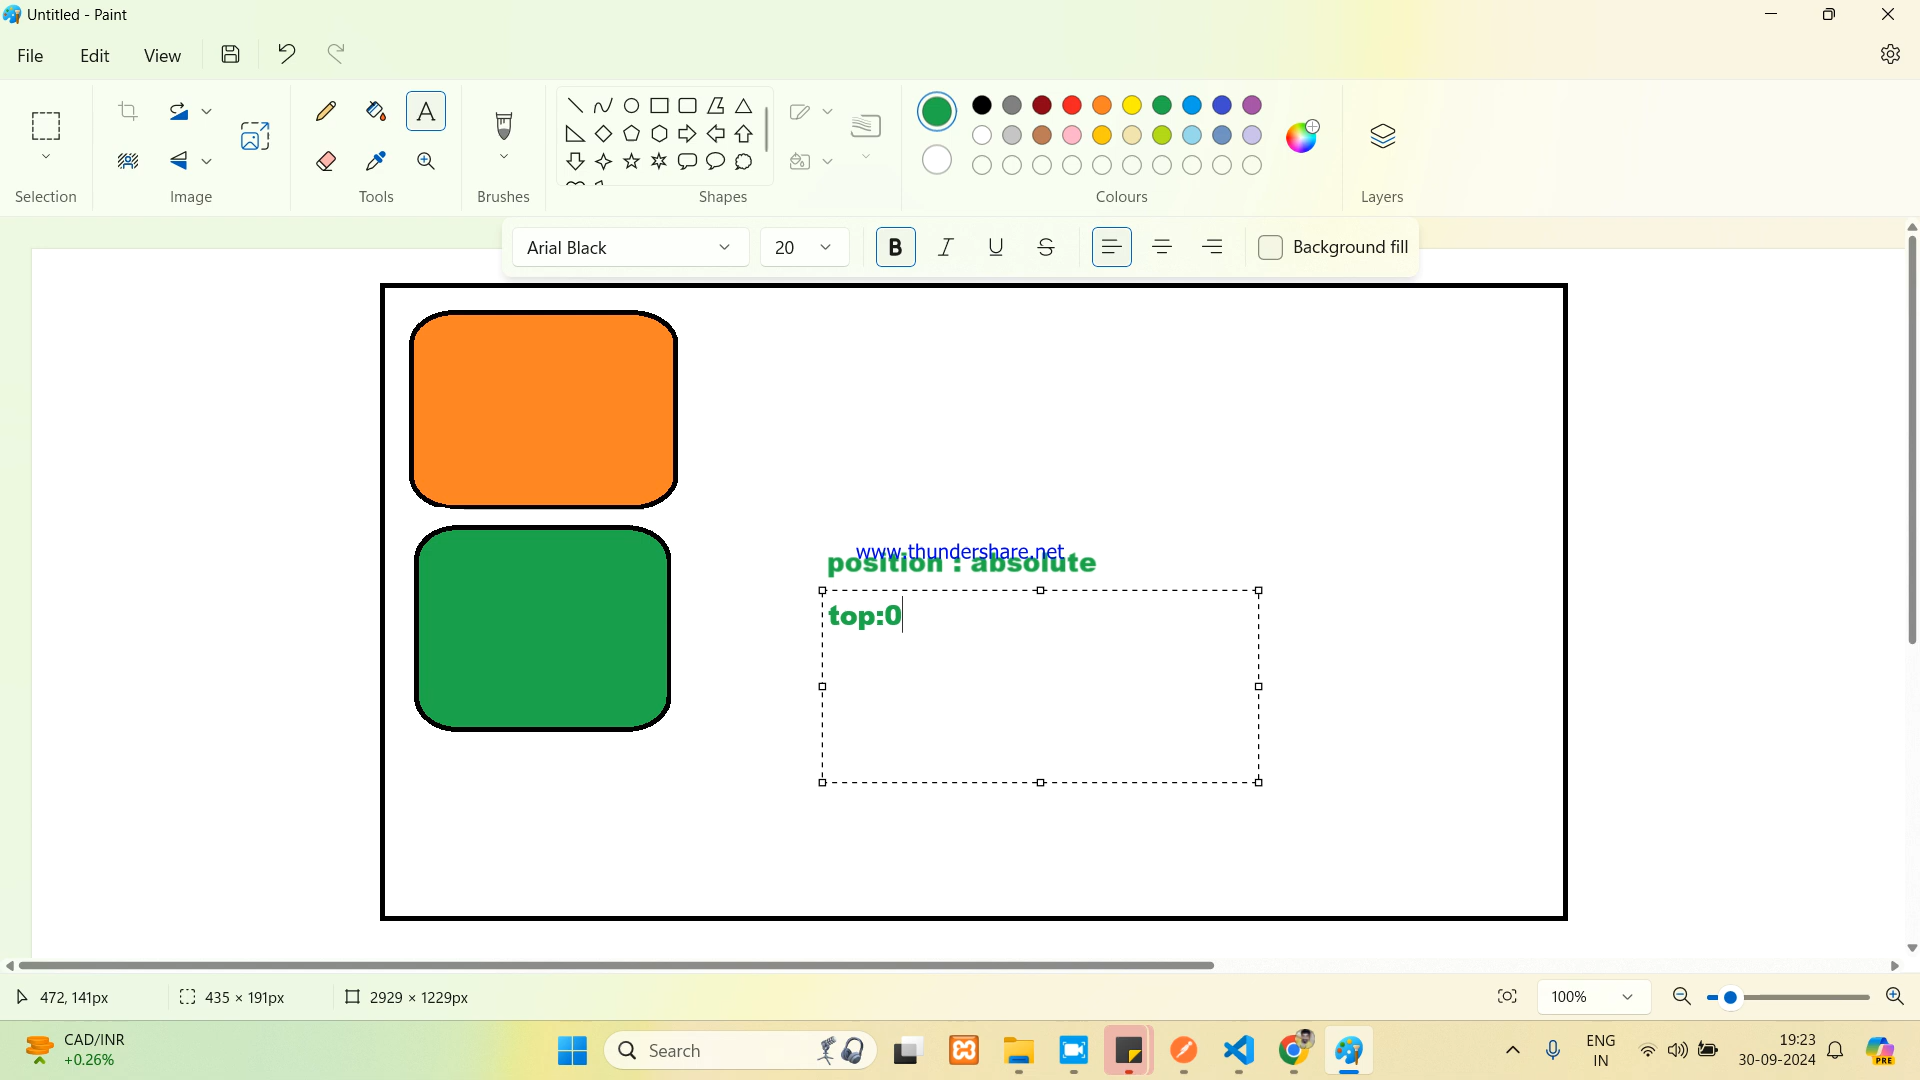 Untitled - Paint
File Edit View
Selection Image Tools Brushes Shapes Colours Layers
Arial Black 20 B I U S Background fill
www.thundershare.net
position : absolute
top:0
472, 141px 435 × 191px 2929 × 1229px 100%
CAD/INR
+0.26%
Search
ENG
IN
19:23
30-09-2024
PRE